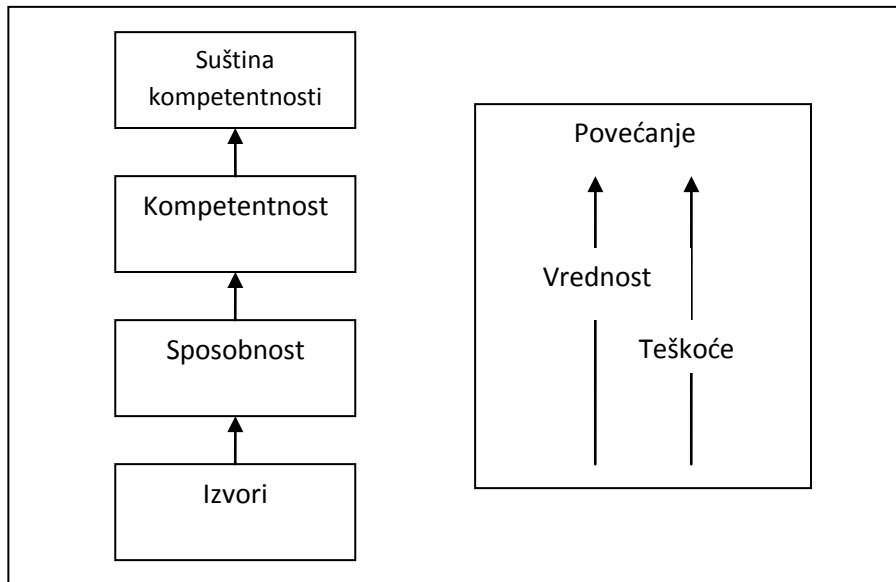 Suština
kompetentnosti
Kompetentnost
Sposobnost
Izvori
Povećanje
Vrednost
Teškoće